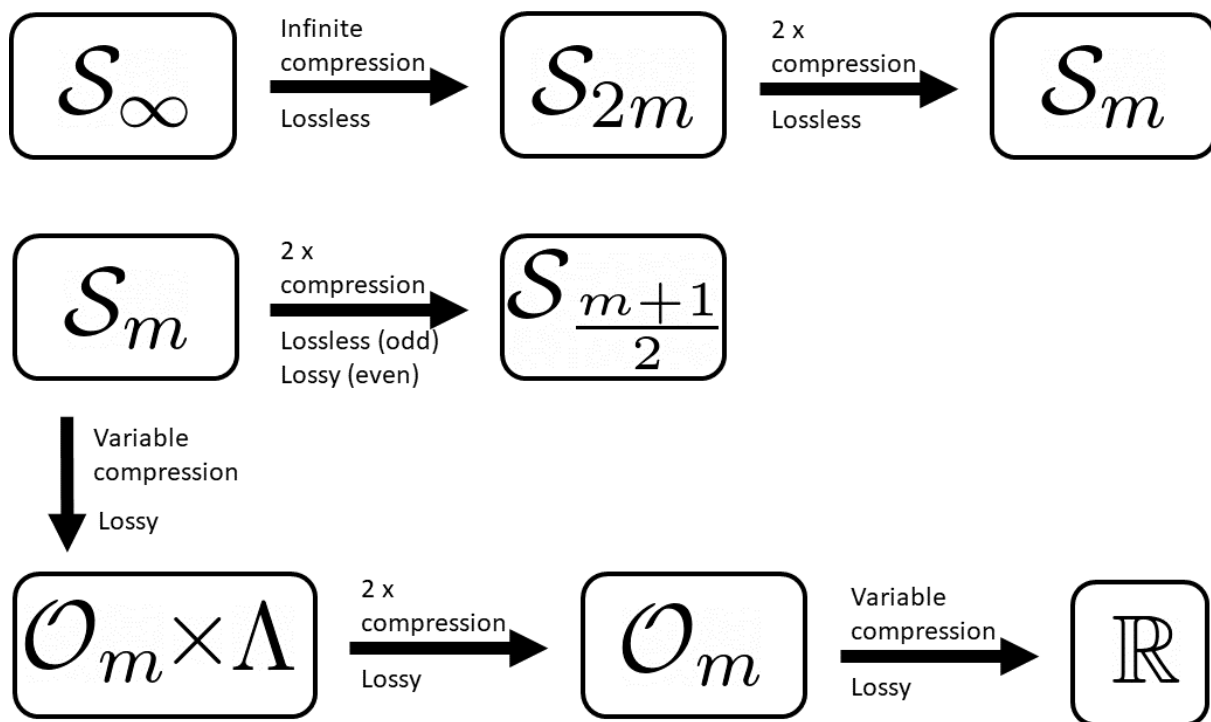 𝒮∞
Infinite
compression
Lossless
𝒮2m
2 x
compression
Lossless
𝒮m
𝒮m
2 x
compression
Lossless (odd)
Lossy (even)
𝒮(m+1)/2
Variable
compression
Lossy
𝒪m×Λ
2 x
compression
Lossy
𝒪m
Variable
compression
Lossy
ℝ